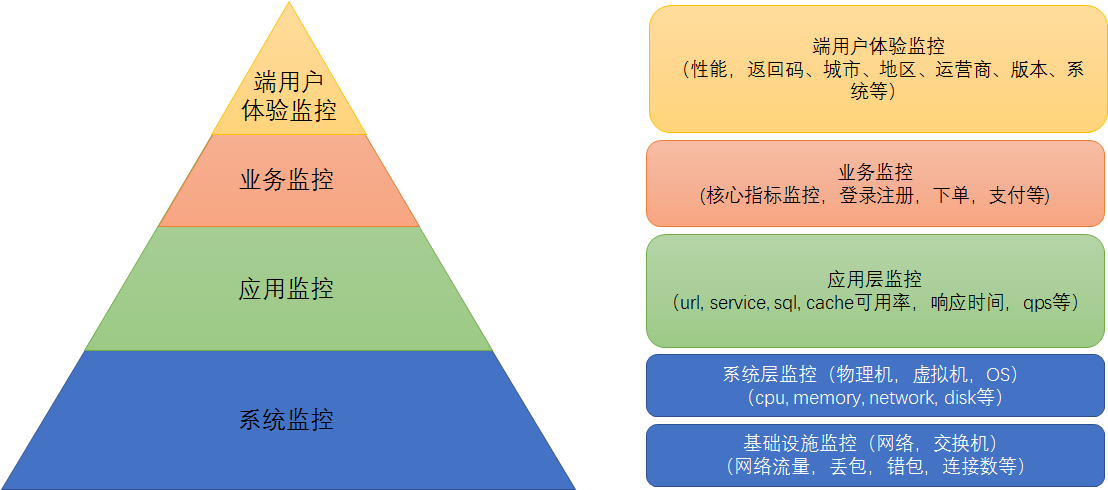 端用户
体验监控
业务监控
应用监控
系统监控
端用户体验监控
（性能，返回码、城市、地区、运营商、版本、系
统等）
业务监控
(核心指标监控，登录注册，下单，支付等)
应用层监控
（url, service, sql, cache可用率，响应时间，qps等）
系统层监控（物理机，虚拟机，OS）
（cpu, memory, network, disk等）
基础设施监控（网络，交换机）
（网络流量，丢包，错包，连接数等）